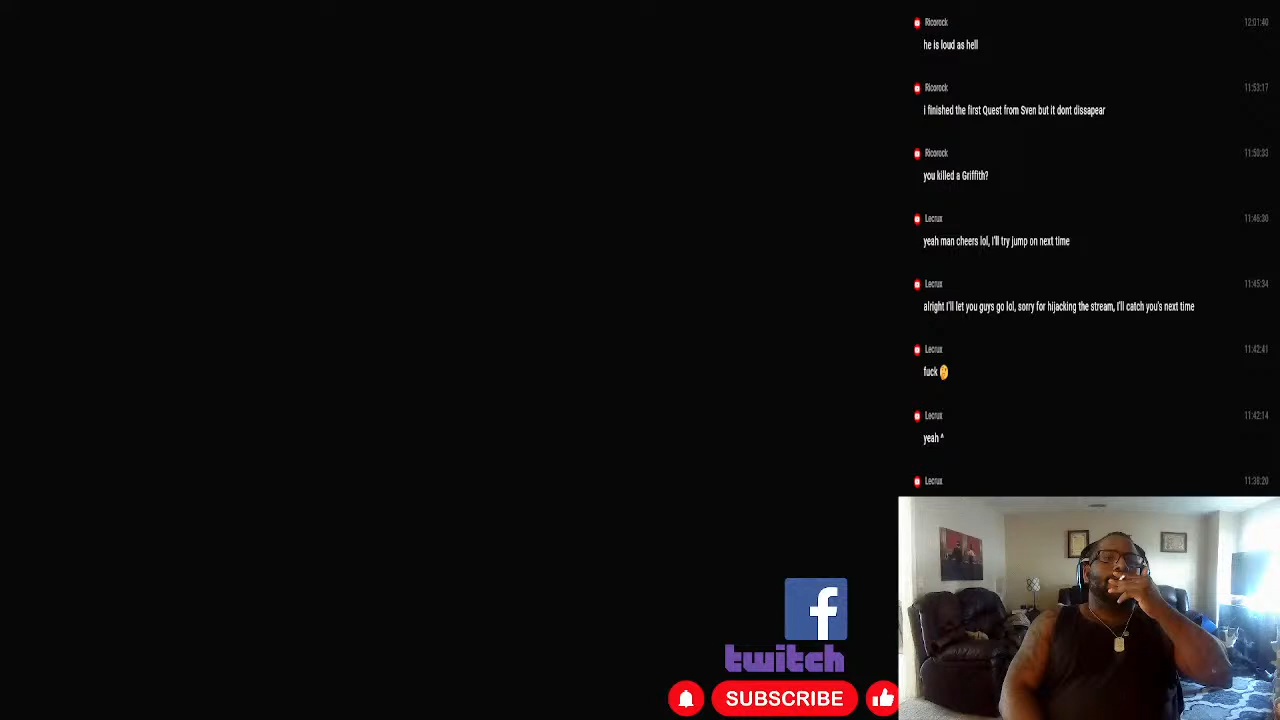 Ricorock 12:01:40
he is loud as hell
Ricorock 11:53:17
i finished the first Quest from Sven but it dont dissapear
Ricorock 11:50:33
you killed a Griffith?
Lecrux 11:46:30
yeah man cheers lol, I'll try jump on next time
Lecrux 11:45:34
alright I'll let you guys go lol, sorry for hijacking the stream, I'll catch you's next time
Lecrux 11:42:41
fuck 🤔
Lecrux 11:42:14
yeah ^
Lecrux 11:38:20
f
twitch
SUBSCRIBE